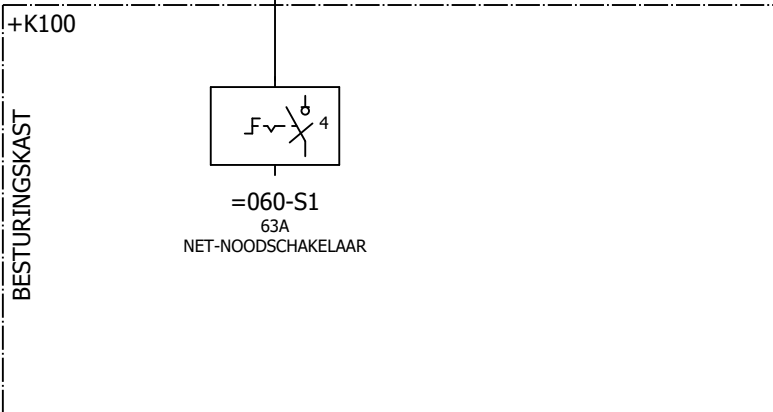 +K100
BESTURINGSKAST
4
=060-S1
63A
NET-NOODSCHAKELAAR